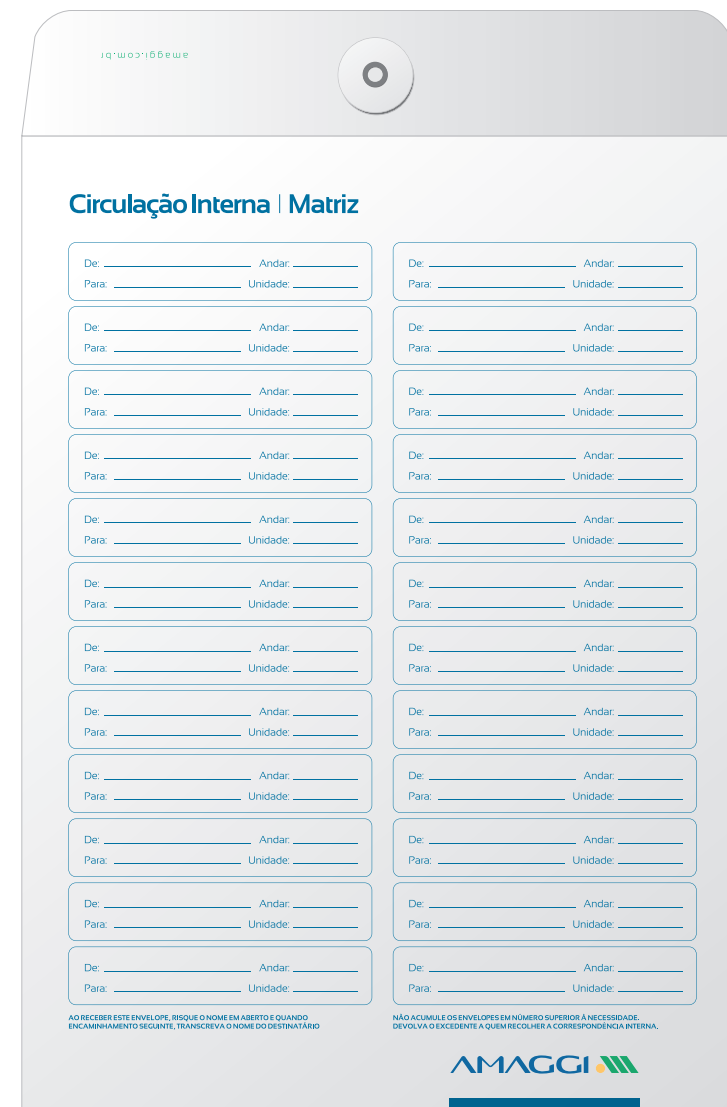 amaggi.com.br
Circulação Interna | Matriz
De: Andar: De: Andar:
Para: Unidade: Para: Unidade:
De: Andar: De: Andar:
Para: Unidade: Para: Unidade:
De: Andar: De: Andar:
Para: Unidade: Para: Unidade:
De: Andar: De: Andar:
Para: Unidade: Para: Unidade:
De: Andar: De: Andar:
Para: Unidade: Para: Unidade:
De: Andar: De: Andar:
Para: Unidade: Para: Unidade:
De: Andar: De: Andar:
Para: Unidade: Para: Unidade:
De: Andar: De: Andar:
Para: Unidade: Para: Unidade:
De: Andar: De: Andar:
Para: Unidade: Para: Unidade:
De: Andar: De: Andar:
Para: Unidade: Para: Unidade:
De: Andar: De: Andar:
Para: Unidade: Para: Unidade:
De: Andar: De: Andar:
Para: Unidade: Para: Unidade:
AO RECEBER ESTE ENVELOPE, RISQUE O NOME EM ABERTO E QUANDO
ENCAMINHAMENTO SEGUINTE, TRANSCREVA O NOME DO DESTINATÁRIO
NÃO ACUMULE OS ENVELOPES EM NÚMERO SUPERIOR À NECESSIDADE.
DEVOLVA O EXCEDENTE A QUEM RECOLHER A CORRESPONDÊNCIA INTERNA.
AMAGGI